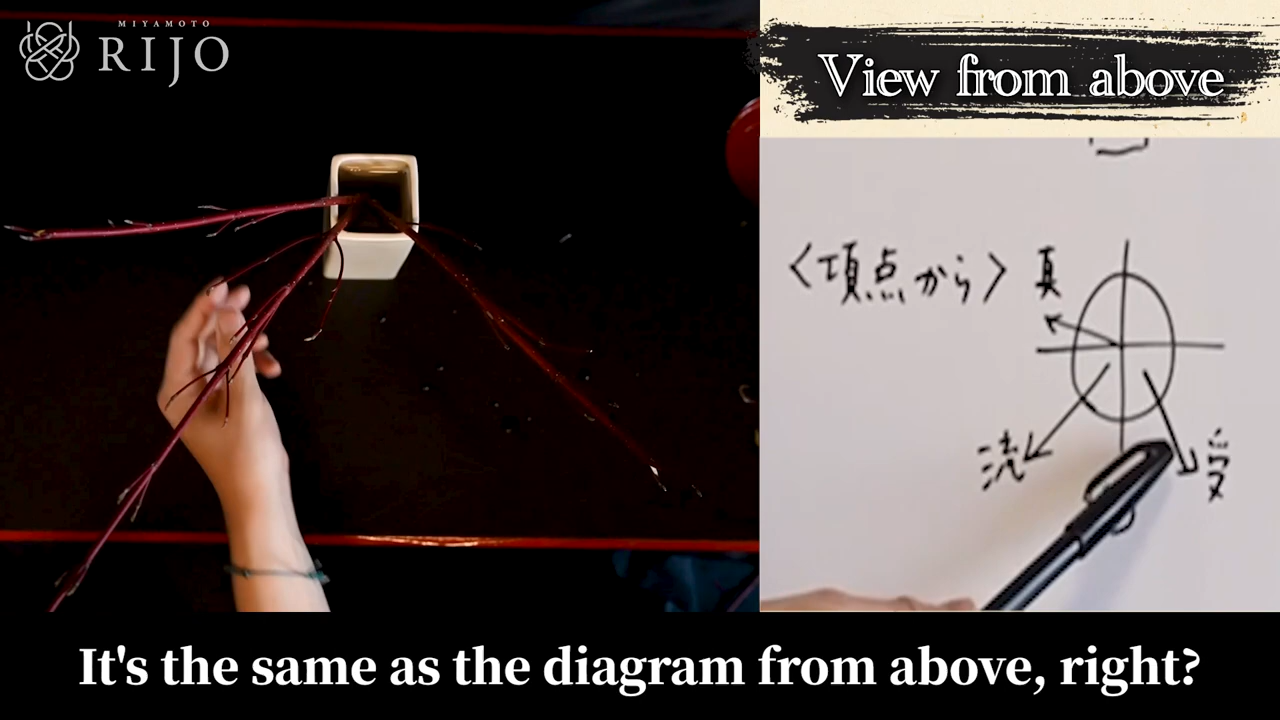 MIYAMOTO
RIJO
View from above
〈頂点から〉 真
流
受
It's the same as the diagram from above, right?